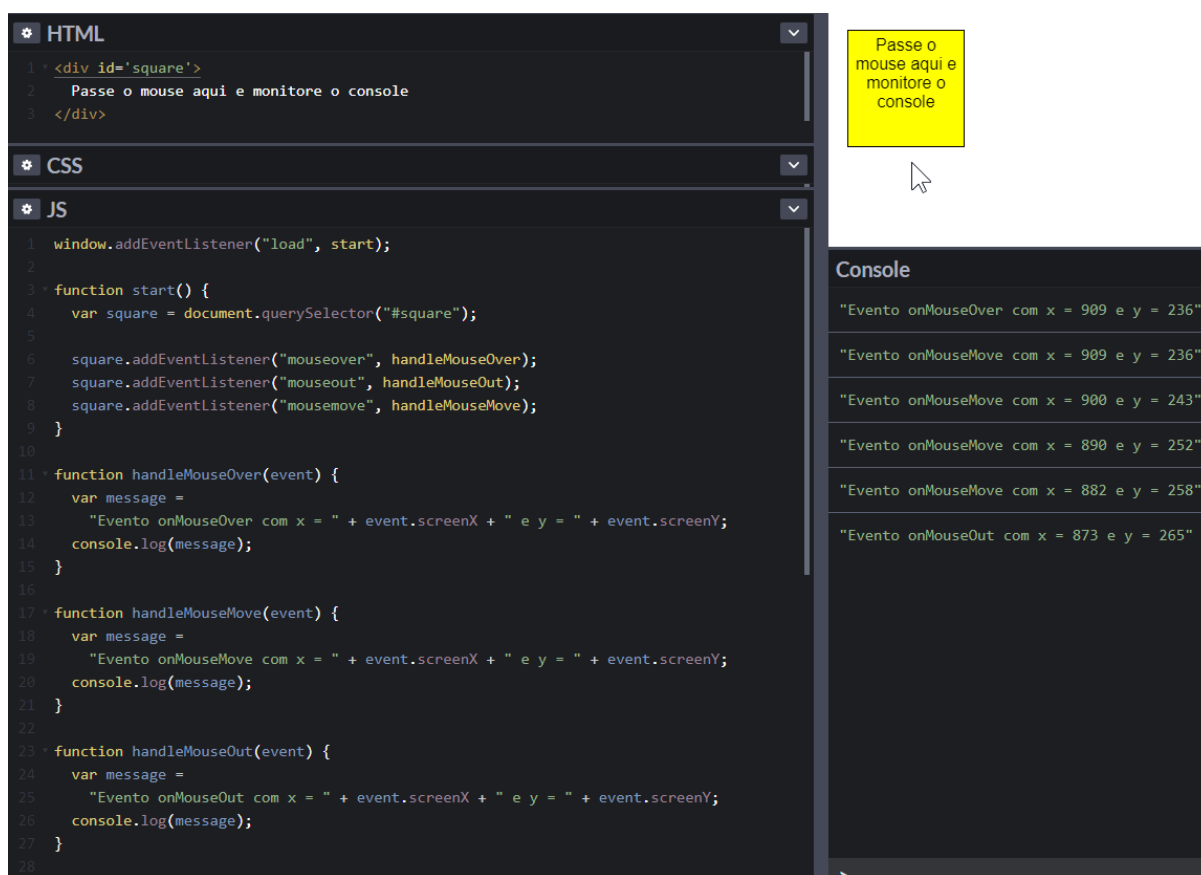 HTML
1 <div id='square'>
2 Passe o mouse aqui e monitore o console
3 </div>
CSS
JS
1 window.addEventListener("load", start);
2
3 function start() {
4 var square = document.querySelector("#square");
5
6 square.addEventListener("mouseover", handleMouseOver);
7 square.addEventListener("mouseout", handleMouseOut);
8 square.addEventListener("mousemove", handleMouseMove);
9 }
10
11 function handleMouseOver(event) {
12 var message =
13 "Evento onMouseOver com x = " + event.screenX + " e y = " + event.screenY;
14 console.log(message);
15 }
16
17 function handleMouseMove(event) {
18 var message =
19 "Evento onMouseMove com x = " + event.screenX + " e y = " + event.screenY;
20 console.log(message);
21 }
22
23 function handleMouseOut(event) {
24 var message =
25 "Evento onMouseOut com x = " + event.screenX + " e y = " + event.screenY;
26 console.log(message);
27 }
28
Passe o
mouse aqui e
monitore o
console
Console
"Evento onMouseOver com x = 909 e y = 236"
"Evento onMouseMove com x = 909 e y = 236"
"Evento onMouseMove com x = 900 e y = 243"
"Evento onMouseMove com x = 890 e y = 252"
"Evento onMouseMove com x = 882 e y = 258"
"Evento onMouseOut com x = 873 e y = 265"